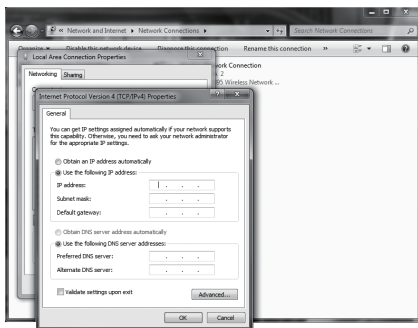 « Network and Internet ▸ Network Connections ▸
Search Network Connections
Organize ▾ Disable this network device Diagnose this connection Rename this connection »
Local Area Connection Properties
Networking Sharing
work Connection
Wireless Network ...
Internet Protocol Version 4 (TCP/IPv4) Properties
General
You can get IP settings assigned automatically if your network supports
this capability. Otherwise, you need to ask your network administrator
for the appropriate IP settings.
Obtain an IP address automatically
Use the following IP address:
IP address: . . .
Subnet mask: . . .
Default gateway: . . .
Obtain DNS server address automatically
Use the following DNS server addresses:
Preferred DNS server: . . .
Alternate DNS server: . . .
Validate settings upon exit
Advanced...
OK Cancel